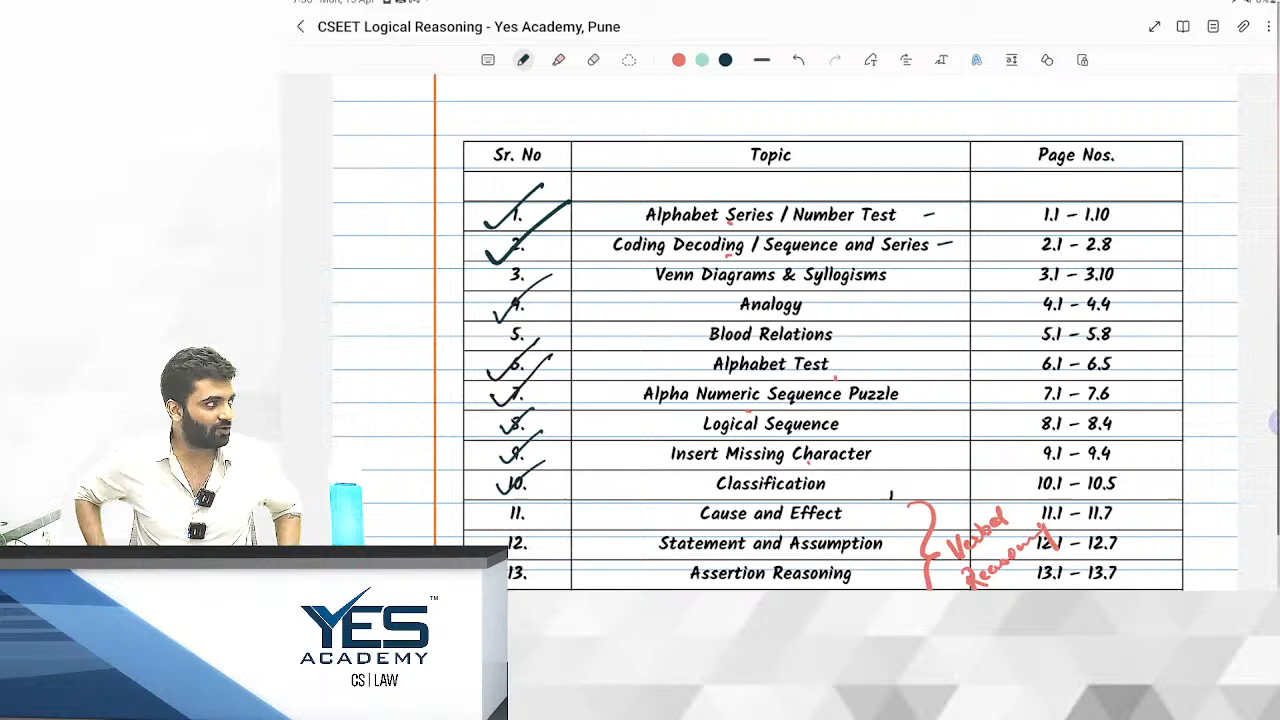 CSEET Logical Reasoning - Yes Academy, Pune
Sr. No Topic Page Nos.
1. Alphabet Series / Number Test - 1.1 - 1.10
2. Coding Decoding / Sequence and Series - 2.1 - 2.8
3. Venn Diagrams & Syllogisms 3.1 - 3.10
4. Analogy 4.1 - 4.4
5. Blood Relations 5.1 - 5.8
6. Alphabet Test 6.1 - 6.5
7. Alpha Numeric Sequence Puzzle 7.1 - 7.6
8. Logical Sequence 8.1 - 8.4
9. Insert Missing Character 9.1 - 9.4
10. Classification 10.1 - 10.5
11. Cause and Effect 11.1 - 11.7
12. Statement and Assumption 12.1 - 12.7
13. Assertion Reasoning 13.1 - 13.7
Verbal
Reasoning
YES
TM
ACADEMY
CS | LAW